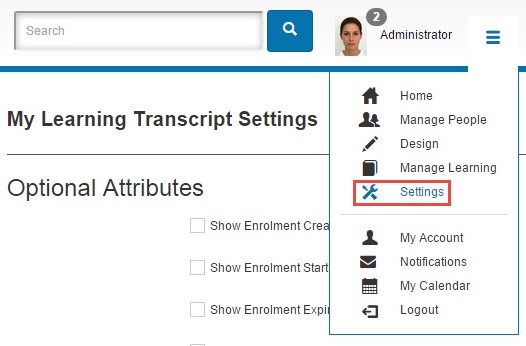 Search
2
Administrator
Home
Manage People
Design
Manage Learning
Settings
My Account
Notifications
My Calendar
Logout
My Learning Transcript Settings
Optional Attributes
Show Enrolment Crea
Show Enrolment Start
Show Enrolment Expir